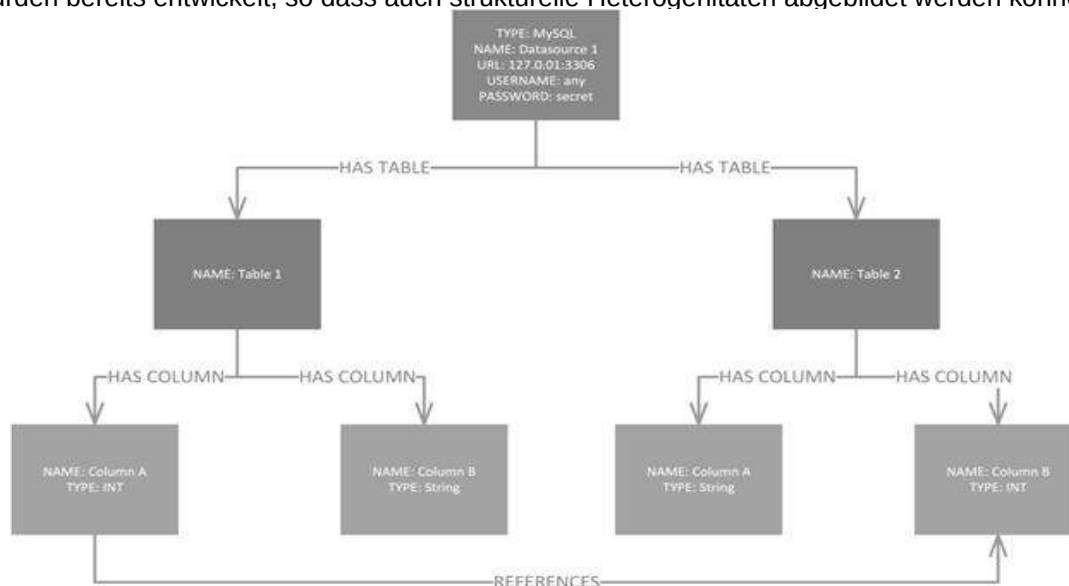 urden bereits entwickelt, so dass auch strukturelle Heterogenitäten abgebildet werden könne
TYPE: MySQL
NAME: Datasource 1
URL: 127.0.01:3306
USERNAME: any
PASSWORD: secret
HAS TABLE HAS TABLE
NAME: Table 1 NAME: Table 2
HAS COLUMN HAS COLUMN HAS COLUMN HAS COLUMN
NAME: Column A NAME: Column B NAME: Column A NAME: Column B
TYPE: INT TYPE: String TYPE: String TYPE: INT
REFERENCES